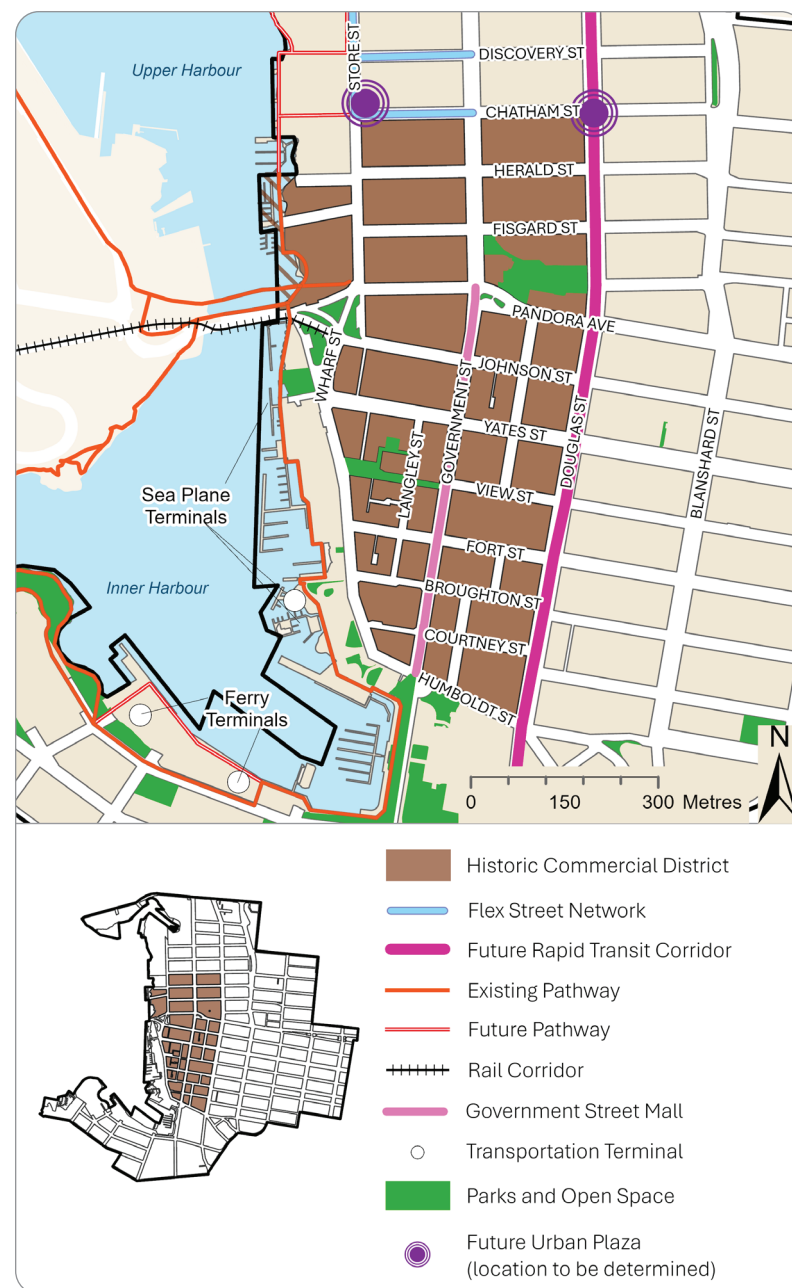 Upper Harbour
STORE ST
DISCOVERY ST
CHATHAM ST
HERALD ST
FISGARD ST
PANDORA AVE
WHARF ST
JOHNSON ST
GOVERNMENT ST
DOUGLAS ST
YATES ST
LANGLEY ST
BLANSHARD ST
VIEW ST
Sea Plane
Terminals
FORT ST
Inner Harbour
BROUGHTON ST
COURTNEY ST
HUMBOLDT ST
Ferry
Terminals
N
0 150 300 Metres
Historic Commercial District
Flex Street Network
Future Rapid Transit Corridor
Existing Pathway
Future Pathway
Rail Corridor
Government Street Mall
Transportation Terminal
Parks and Open Space
Future Urban Plaza
(location to be determined)